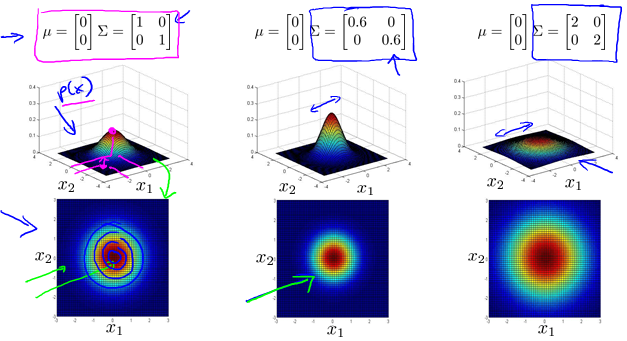 μ = [0 0] Σ = [1 0 0 1]
μ = [0 0] Σ = [0.6 0 0 0.6]
μ = [0 0] Σ = [2 0 0 2]
p(x)
x₂ x₁
x₂ x₁
x₂ x₁
x₂
x₁
x₂
x₁
x₂
x₁